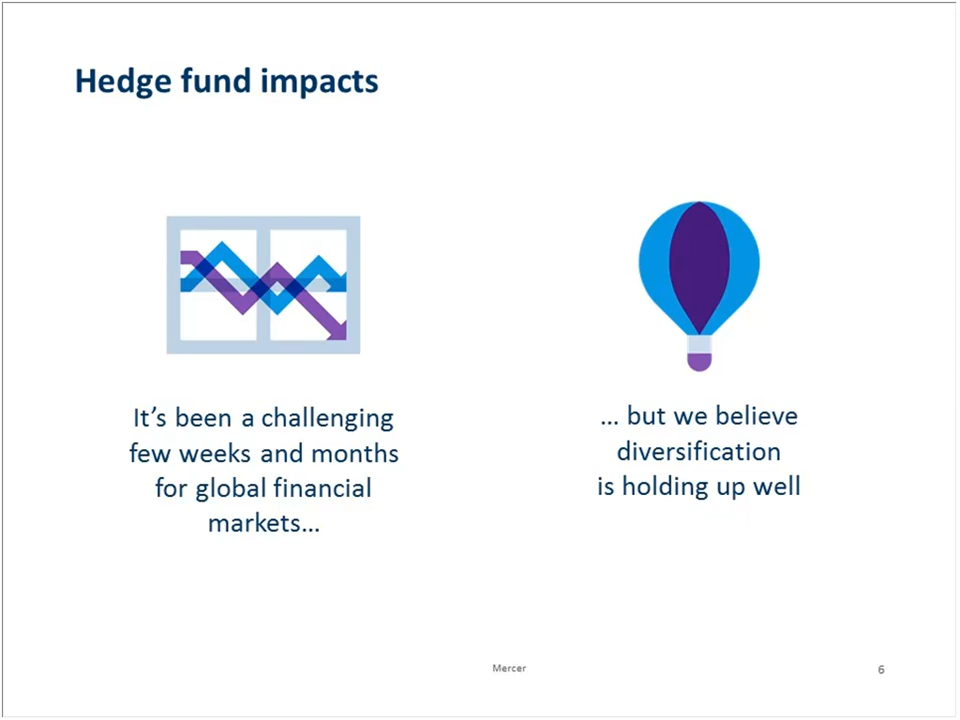 Hedge fund impacts
It’s been a challenging
few weeks and months
for global financial
markets…
… but we believe
diversification
is holding up well
Mercer
6